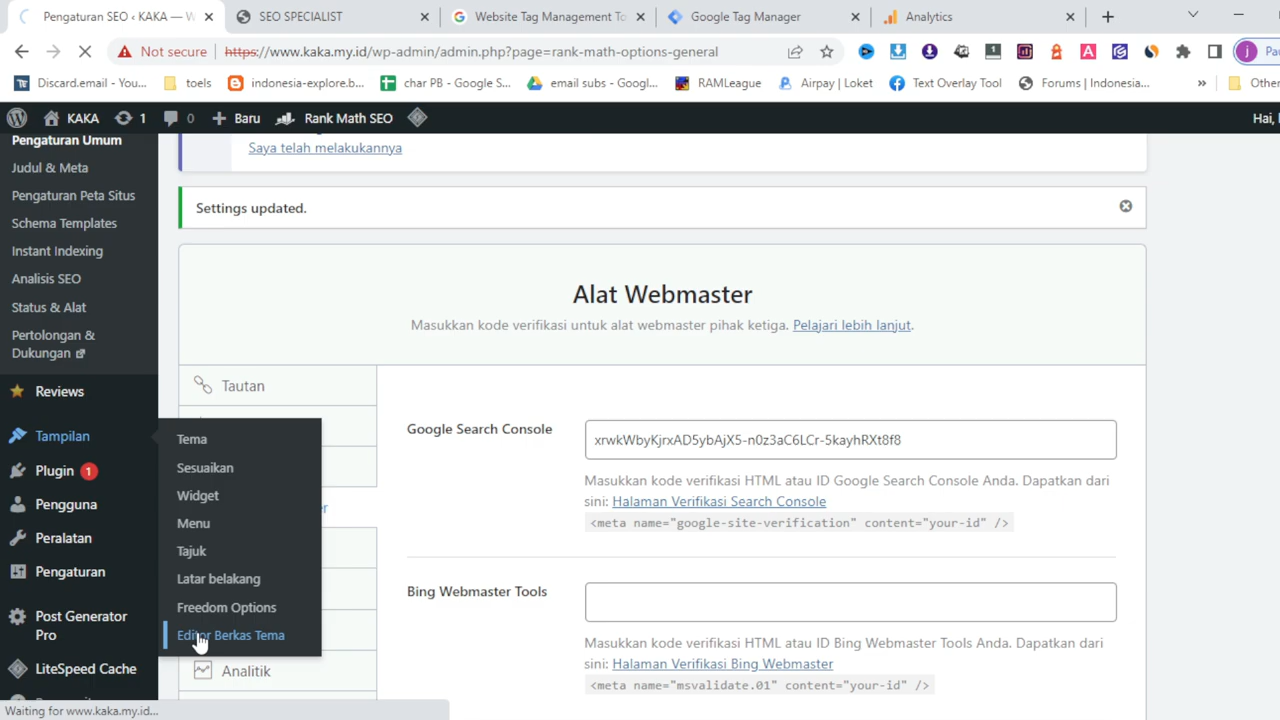 Pengaturan SEO ‹ KAKA — W
SEO SPECIALIST
Website Tag Management To
Google Tag Manager
Analytics
Not secure
https://www.kaka.my.id/wp-admin/admin.php?page=rank-math-options-general
j
Pau
Discard.email - You...
toels
indonesia-explore.b...
char PB - Google S...
email subs - Googl...
RAMLeague
Airpay | Loket
Text Overlay Tool
Forums | Indonesia...
»
Other
KAKA
1
0
Baru
Rank Math SEO
Hai,
Pengaturan Umum
Judul & Meta
Pengaturan Peta Situs
Schema Templates
Instant Indexing
Analisis SEO
Status & Alat
Pertolongan &
Dukungan
Reviews
Tampilan
Plugin 1
Pengguna
Peralatan
Pengaturan
Post Generator
Pro
LiteSpeed Cache
Tema
Sesuaikan
Widget
Menu
Tajuk
Latar belakang
Freedom Options
Editor Berkas Tema
Saya telah melakukannya
Settings updated.
Alat Webmaster
Masukkan kode verifikasi untuk alat webmaster pihak ketiga. Pelajari lebih lanjut.
Tautan
Analitik
Google Search Console
xrwkWbyKjrxAD5ybAjX5-n0z3aC6LCr-5kayhRXt8f8
Masukkan kode verifikasi HTML atau ID Google Search Console Anda. Dapatkan dari
sini: Halaman Verifikasi Search Console
<meta name="google-site-verification" content="your-id" />
Bing Webmaster Tools
Masukkan kode verifikasi HTML atau ID Bing Webmaster Tools Anda. Dapatkan dari
sini: Halaman Verifikasi Bing Webmaster
<meta name="msvalidate.01" content="your-id" />
Waiting for www.kaka.my.id...